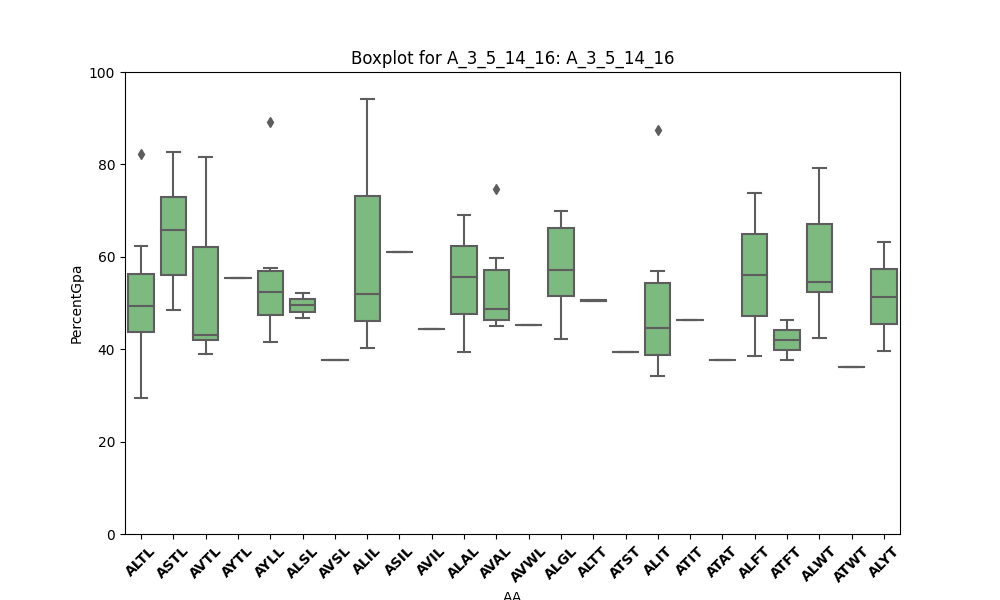 Boxplot for A_3_5_14_16: A_3_5_14_16
PercentGpa
100
80
60
40
20
0
ALTL
ASTL
AVTL
AYTL
AYLL
ALSL
AVSL
ALIL
ASIL
AVIL
ALAL
AVAL
AVWL
ALGL
ALTT
ATST
ALIT
ATIT
ATAT
ALFT
ATFT
ALWT
ATWT
ALYT
AA